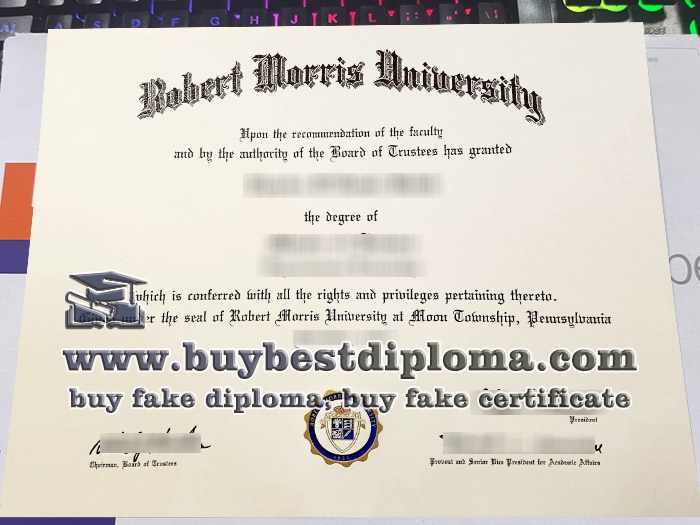 Robert Morris University
Upon the recommendation of the faculty
and by the authority of the Board of Trustees has granted
the degree of
which is conferred with all the rights and privileges pertaining thereto.
the seal of Robert Morris University at Moon Township, Pennsylvania
www.buybestdiploma.com
buy fake diploma, buy fake certificate
President
Chairman, Board of Trustees
Provost and Senior Vice President for Academic Affairs